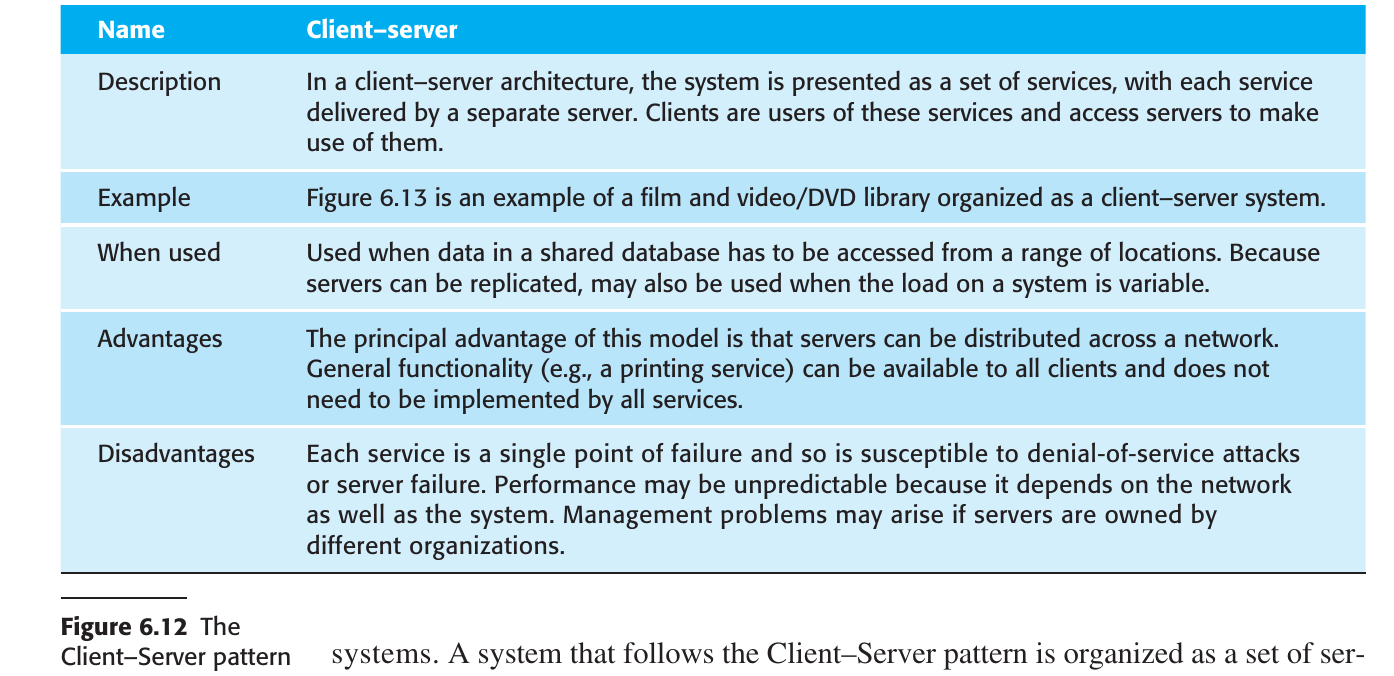 Name Client–server
Description In a client–server architecture, the system is presented as a set of services, with each service
delivered by a separate server. Clients are users of these services and access servers to make
use of them.
Example Figure 6.13 is an example of a film and video/DVD library organized as a client–server system.
When used Used when data in a shared database has to be accessed from a range of locations. Because
servers can be replicated, may also be used when the load on a system is variable.
Advantages The principal advantage of this model is that servers can be distributed across a network.
General functionality (e.g., a printing service) can be available to all clients and does not
need to be implemented by all services.
Disadvantages Each service is a single point of failure and so is susceptible to denial-of-service attacks
or server failure. Performance may be unpredictable because it depends on the network
as well as the system. Management problems may arise if servers are owned by
different organizations.
Figure 6.12 The
Client–Server pattern
systems. A system that follows the Client–Server pattern is organized as a set of ser-